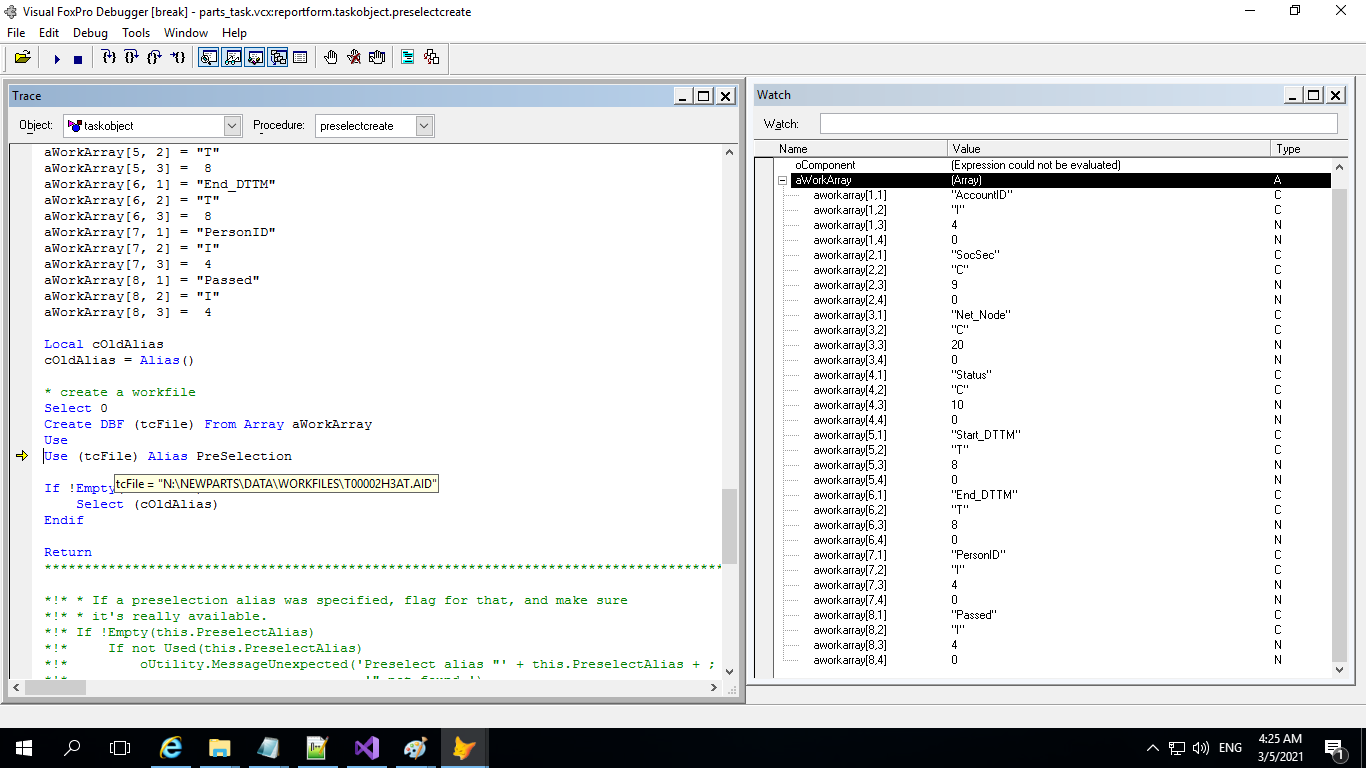 Visual FoxPro Debugger [break] - parts_task.vcx:reportform.taskobject.preselectcreate
File Edit Debug Tools Window Help
Trace
Object: taskobject Procedure: preselectcreate
aWorkArray[5, 2] = "T"
aWorkArray[5, 3] = 8
aWorkArray[6, 1] = "End_DTTM"
aWorkArray[6, 2] = "T"
aWorkArray[6, 3] = 8
aWorkArray[7, 1] = "PersonID"
aWorkArray[7, 2] = "I"
aWorkArray[7, 3] = 4
aWorkArray[8, 1] = "Passed"
aWorkArray[8, 2] = "I"
aWorkArray[8, 3] = 4
Local cOldAlias
cOldAlias = Alias()
* create a workfile
Select 0
Create DBF (tcFile) From Array aWorkArray
Use
Use (tcFile) Alias PreSelection
tcFile = "N:\NEWPARTS\DATA\WORKFILES\T00002H3AT.AID"
If !Empty
Select (cOldAlias)
Endif
Return
*************************************************************************************
*!* * If a preselection alias was specified, flag for that, and make sure
*!* * it's really available.
*!* If !Empty(this.PreselectAlias)
*!* If not Used(this.PreselectAlias)
*!* oUtility.MessageUnexpected('Preselect alias "' + this.PreselectAlias + ;
Watch
Watch:
Name Value Type
oComponent (Expression could not be evaluated)
aWorkArray (Array) A
aworkarray[1,1] "AccountID" C
aworkarray[1,2] "I" C
aworkarray[1,3] 4 N
aworkarray[1,4] 0 N
aworkarray[2,1] "SocSec" C
aworkarray[2,2] "C" C
aworkarray[2,3] 9 N
aworkarray[2,4] 0 N
aworkarray[3,1] "Net_Node" C
aworkarray[3,2] "C" C
aworkarray[3,3] 20 N
aworkarray[3,4] 0 N
aworkarray[4,1] "Status" C
aworkarray[4,2] "C" C
aworkarray[4,3] 10 N
aworkarray[4,4] 0 N
aworkarray[5,1] "Start_DTTM" C
aworkarray[5,2] "T" C
aworkarray[5,3] 8 N
aworkarray[5,4] 0 N
aworkarray[6,1] "End_DTTM" C
aworkarray[6,2] "T" C
aworkarray[6,3] 8 N
aworkarray[6,4] 0 N
aworkarray[7,1] "PersonID" C
aworkarray[7,2] "I" C
aworkarray[7,3] 4 N
aworkarray[7,4] 0 N
aworkarray[8,1] "Passed" C
aworkarray[8,2] "I" C
aworkarray[8,3] 4 N
aworkarray[8,4] 0 N
ENG
4:25 AM
3/5/2021
1